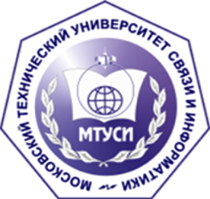 МОСКОВСКИЙ ТЕХНИЧЕСКИЙ УНИВЕРСИТЕТ СВЯЗИ И ИНФОРМАТИКИ
МТУСИ